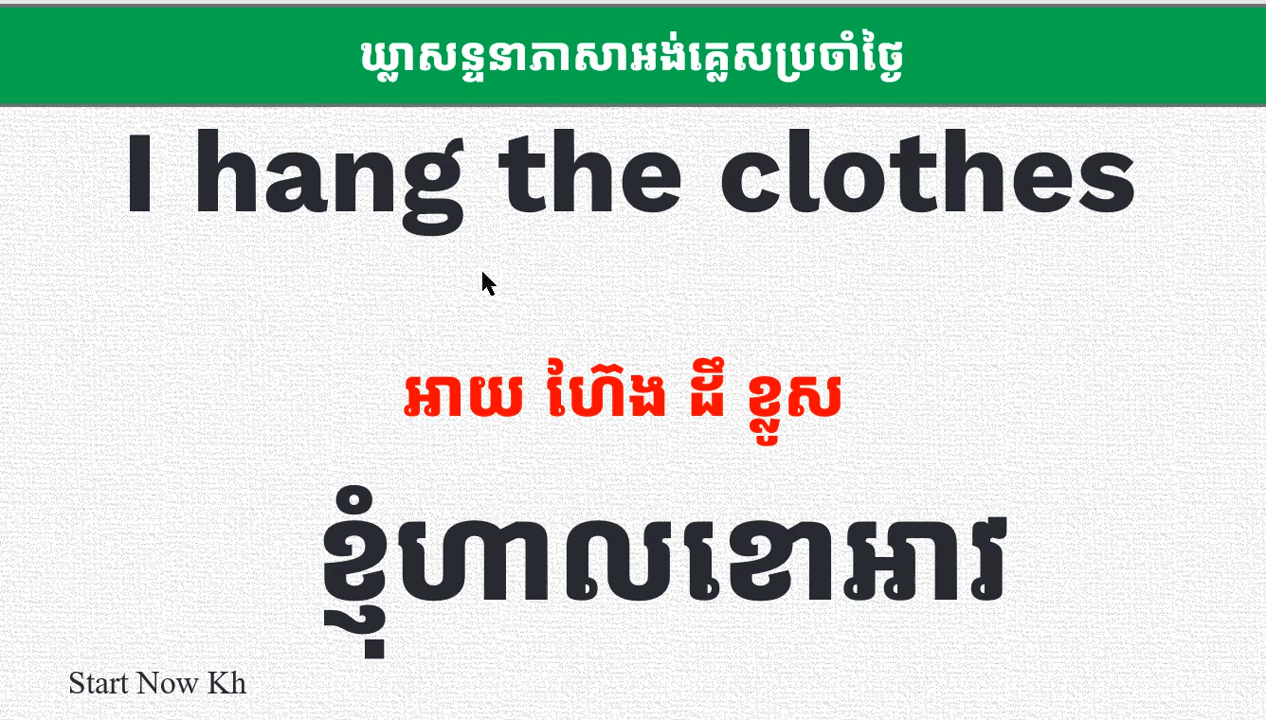 ឃ្លាសន្ទនាភាសាអង់គ្លេសប្រចាំថ្ងៃ
I hang the clothes
អាយ ហ៊ែង ដឹ ខ្លូស
ខ្ញុំហាលខោអាវ
Start Now Kh